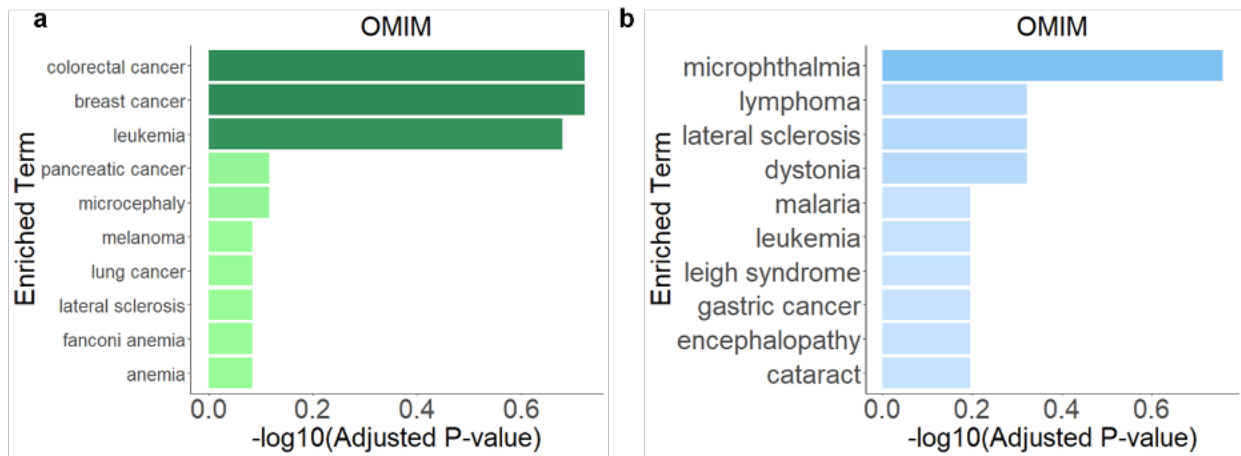 a
OMIM
Enriched Term
colorectal cancer
breast cancer
leukemia
pancreatic cancer
microcephaly
melanoma
lung cancer
lateral sclerosis
fanconi anemia
anemia
0.0 0.2 0.4 0.6
-log10(Adjusted P-value)
b
OMIM
Enriched Term
microphthalmia
lymphoma
lateral sclerosis
dystonia
malaria
leukemia
leigh syndrome
gastric cancer
encephalopathy
cataract
0.0 0.2 0.4 0.6
-log10(Adjusted P-value)